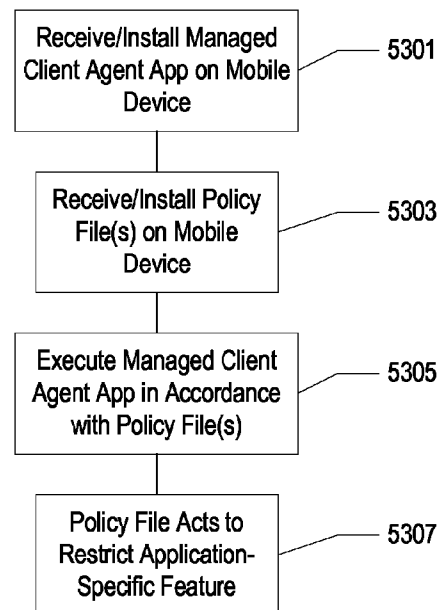 Receive/Install Managed
Client Agent App on Mobile
Device
5301
Receive/Install Policy
File(s) on Mobile
Device
5303
Execute Managed Client
Agent App in Accordance
with Policy File(s)
5305
Policy File Acts to
Restrict Application-
Specific Feature
5307